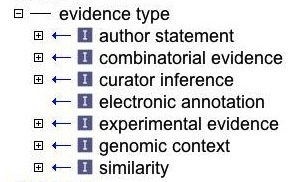 evidence type
I author statement
I combinatorial evidence
I curator inference
I electronic annotation
I experimental evidence
I genomic context
I similarity